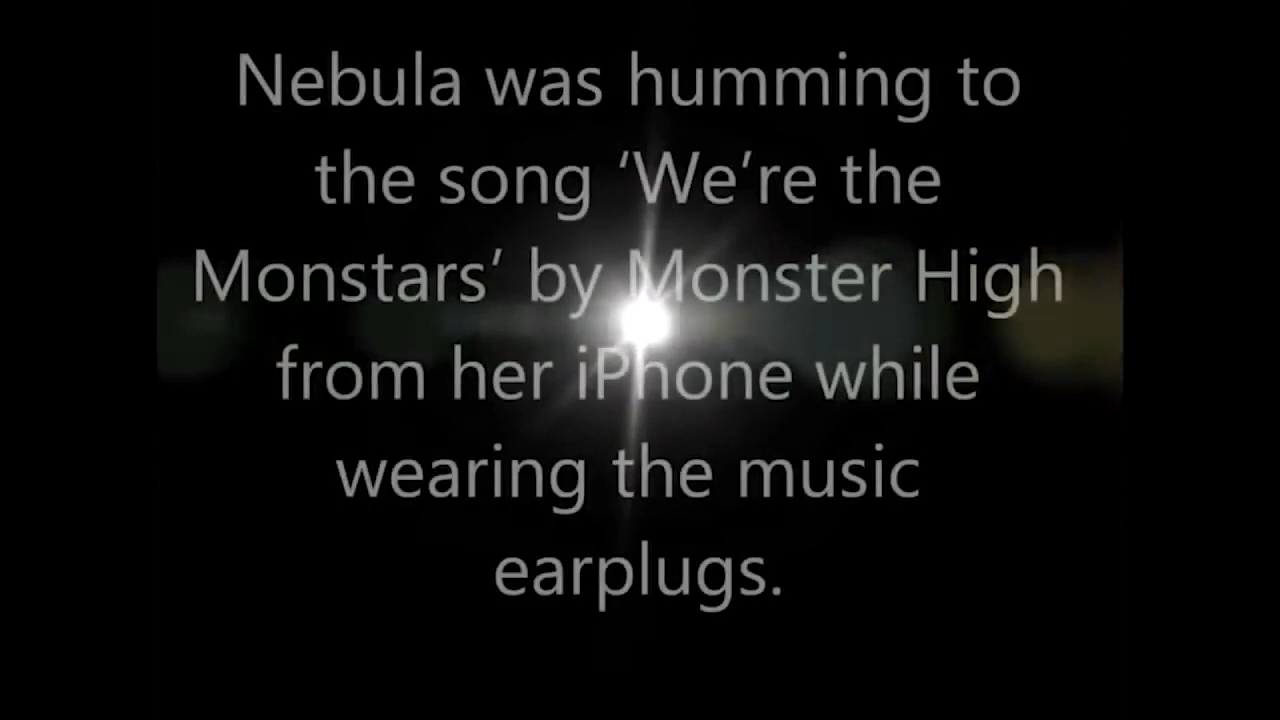 Nebula was humming to
the song ‘We’re the
Monstars’ by Monster High
from her iPhone while
wearing the music
earplugs.